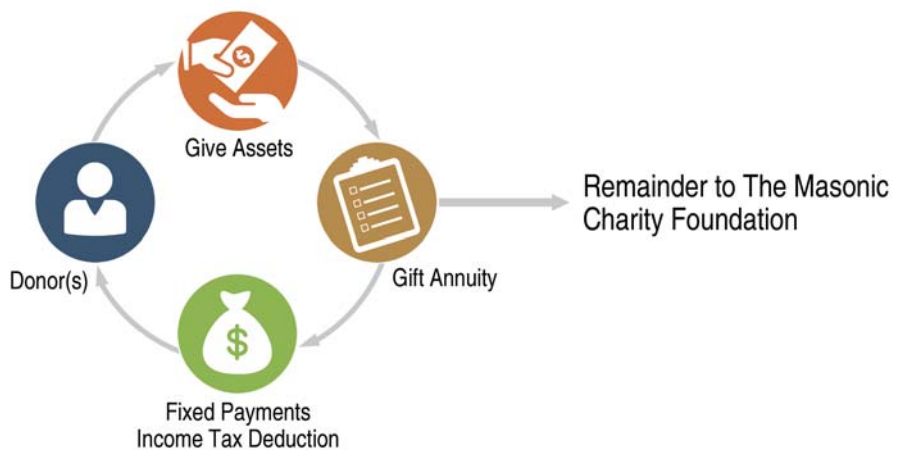 Give Assets
Donor(s)
Gift Annuity
Remainder to The Masonic
Charity Foundation
$
Fixed Payments
Income Tax Deduction